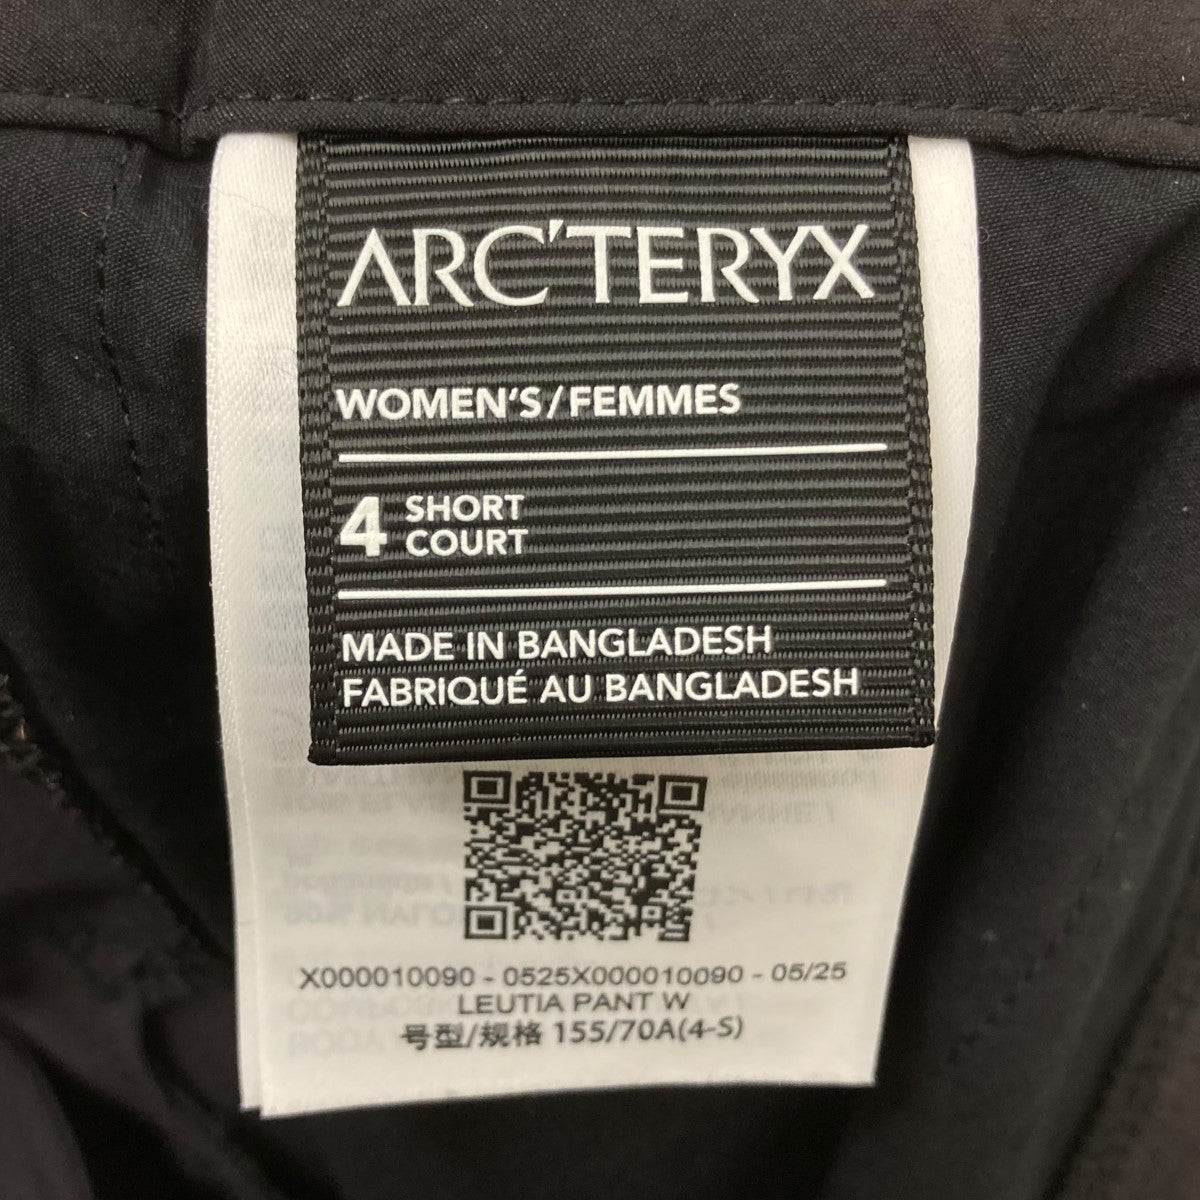 ARC'TERYX
WOMEN'S/FEMMES
4 SHORT
COURT
MADE IN BANGLADESH
FABRIQUÉ AU BANGLADESH
X000010090 - 0525X000010090 - 05/25
LEUTIA PANT W
号型/规格 155/70A(4-S)